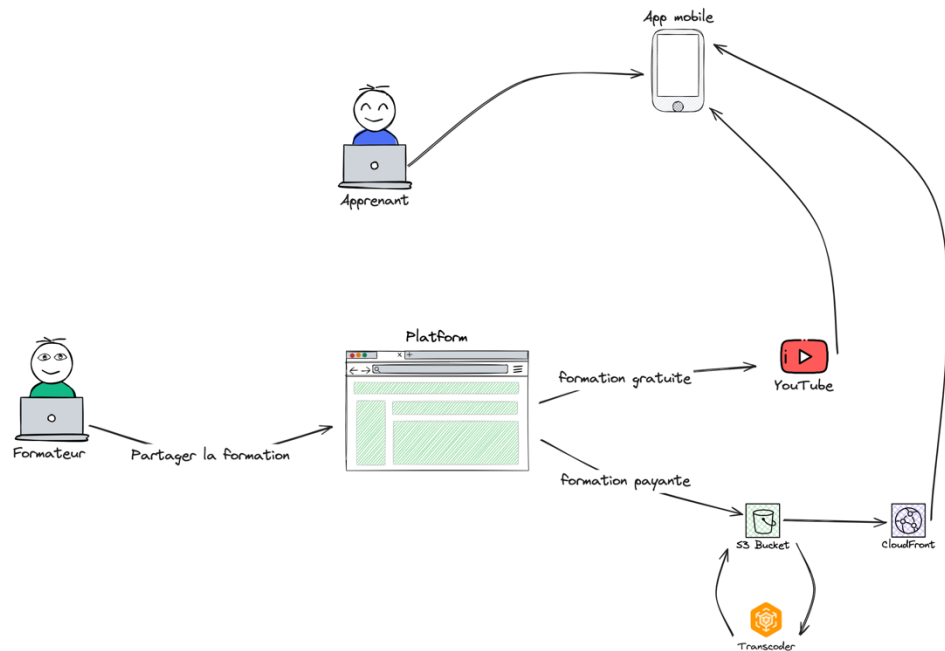 App mobile
Apprenant
Platform
formation gratuite
YouTube
Formateur
Partager la formation
formation payante
S3 Bucket
CloudFront
Transcoder